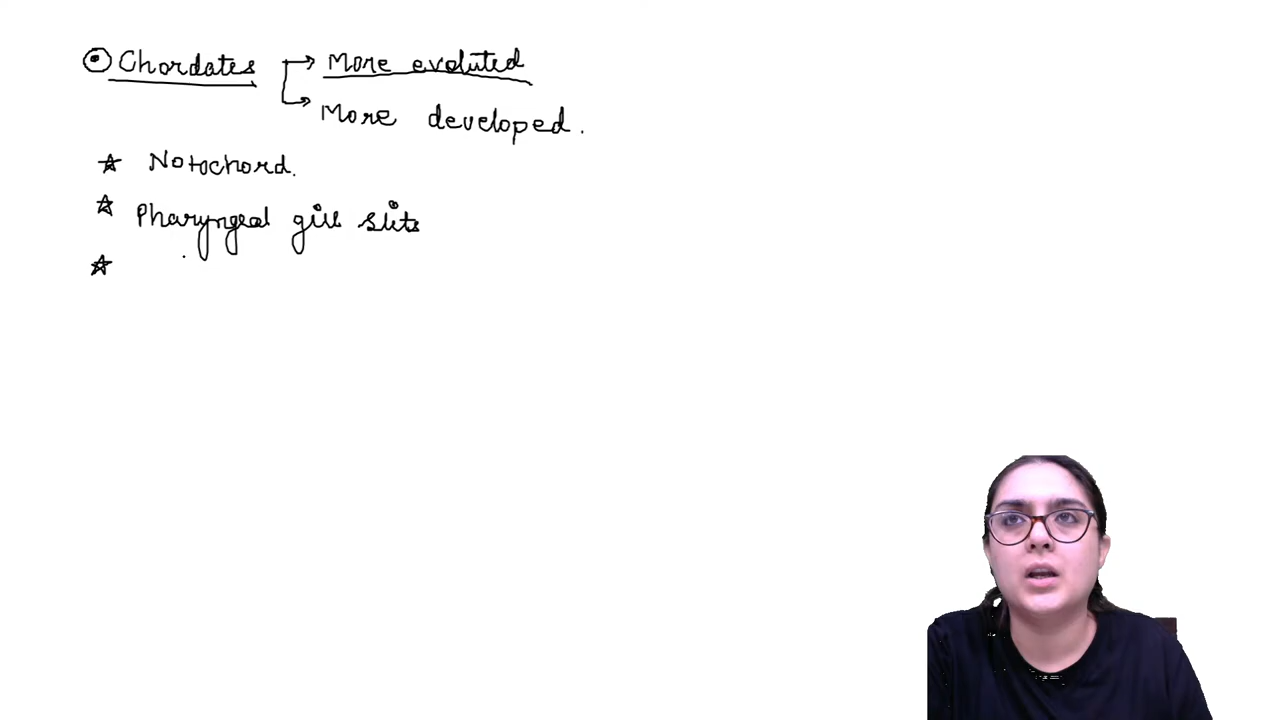 Chordates → More evoluted
→ More developed.
☆ Notochord.
☆ Pharyngeal gill slits
☆